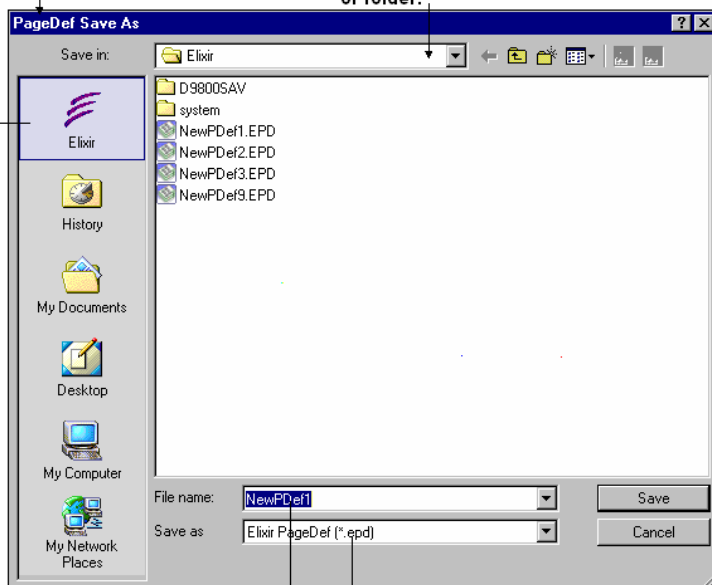 or folder.
PageDef Save As
Save in:
Elixir
Elixir
History
My Documents
Desktop
My Computer
My Network
Places
D9800SAV
system
NewPDef1.EPD
NewPDef2.EPD
NewPDef3.EPD
NewPDef9.EPD
File name:
NewPDef1
Save
Save as
Elixir PageDef (*.epd)
Cancel